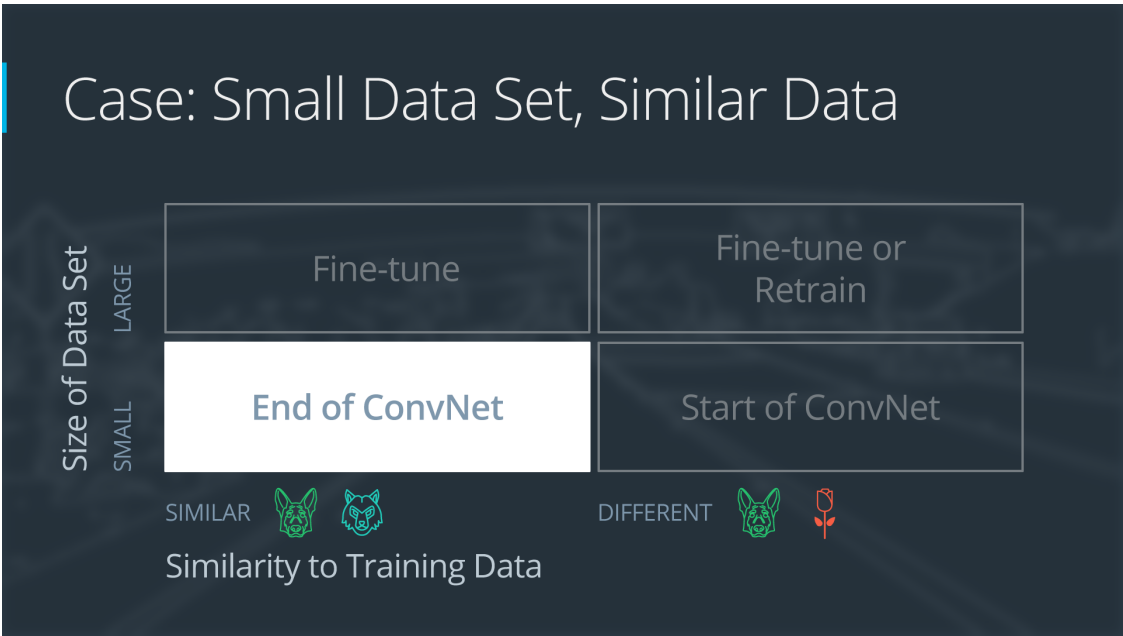 Case: Small Data Set, Similar Data
Size of Data Set
LARGE
SMALL
Fine-tune
Fine-tune or
Retrain
End of ConvNet
Start of ConvNet
SIMILAR
DIFFERENT
Similarity to Training Data